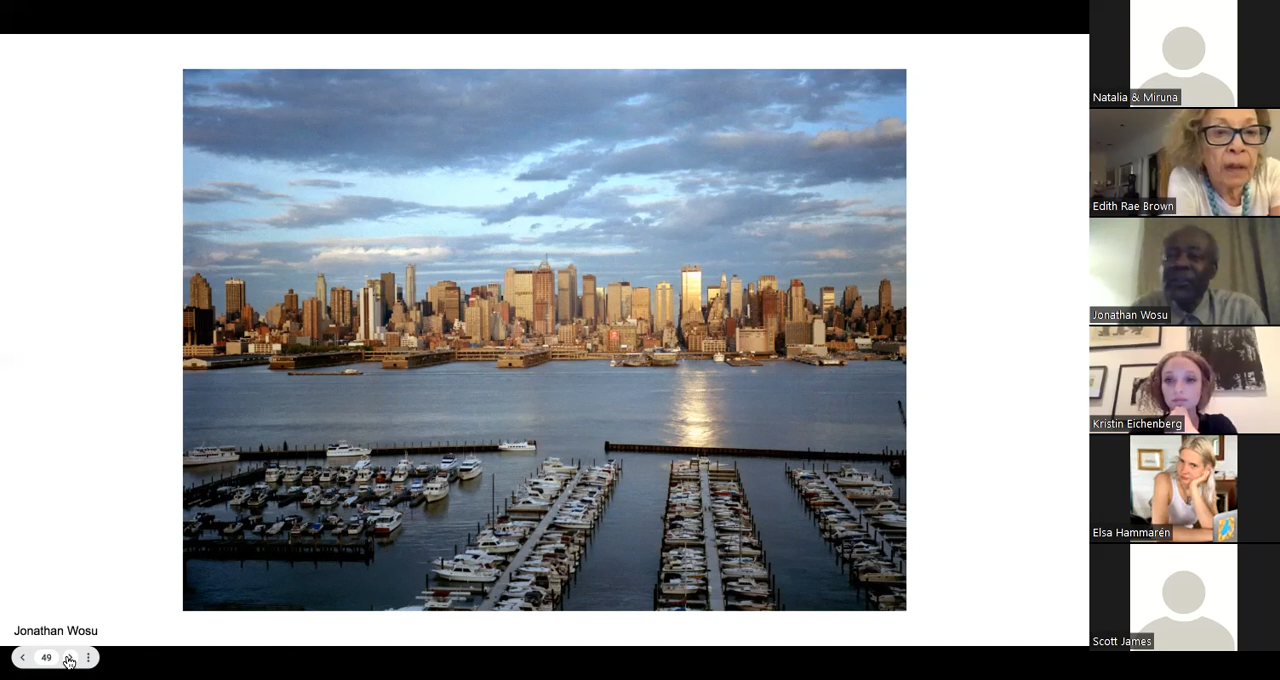 Natalia & Miruna
Edith Rae Brown
Jonathan Wosu
Kristin Eichenberg
Elsa Hammarén
Scott James
Jonathan Wosu
49